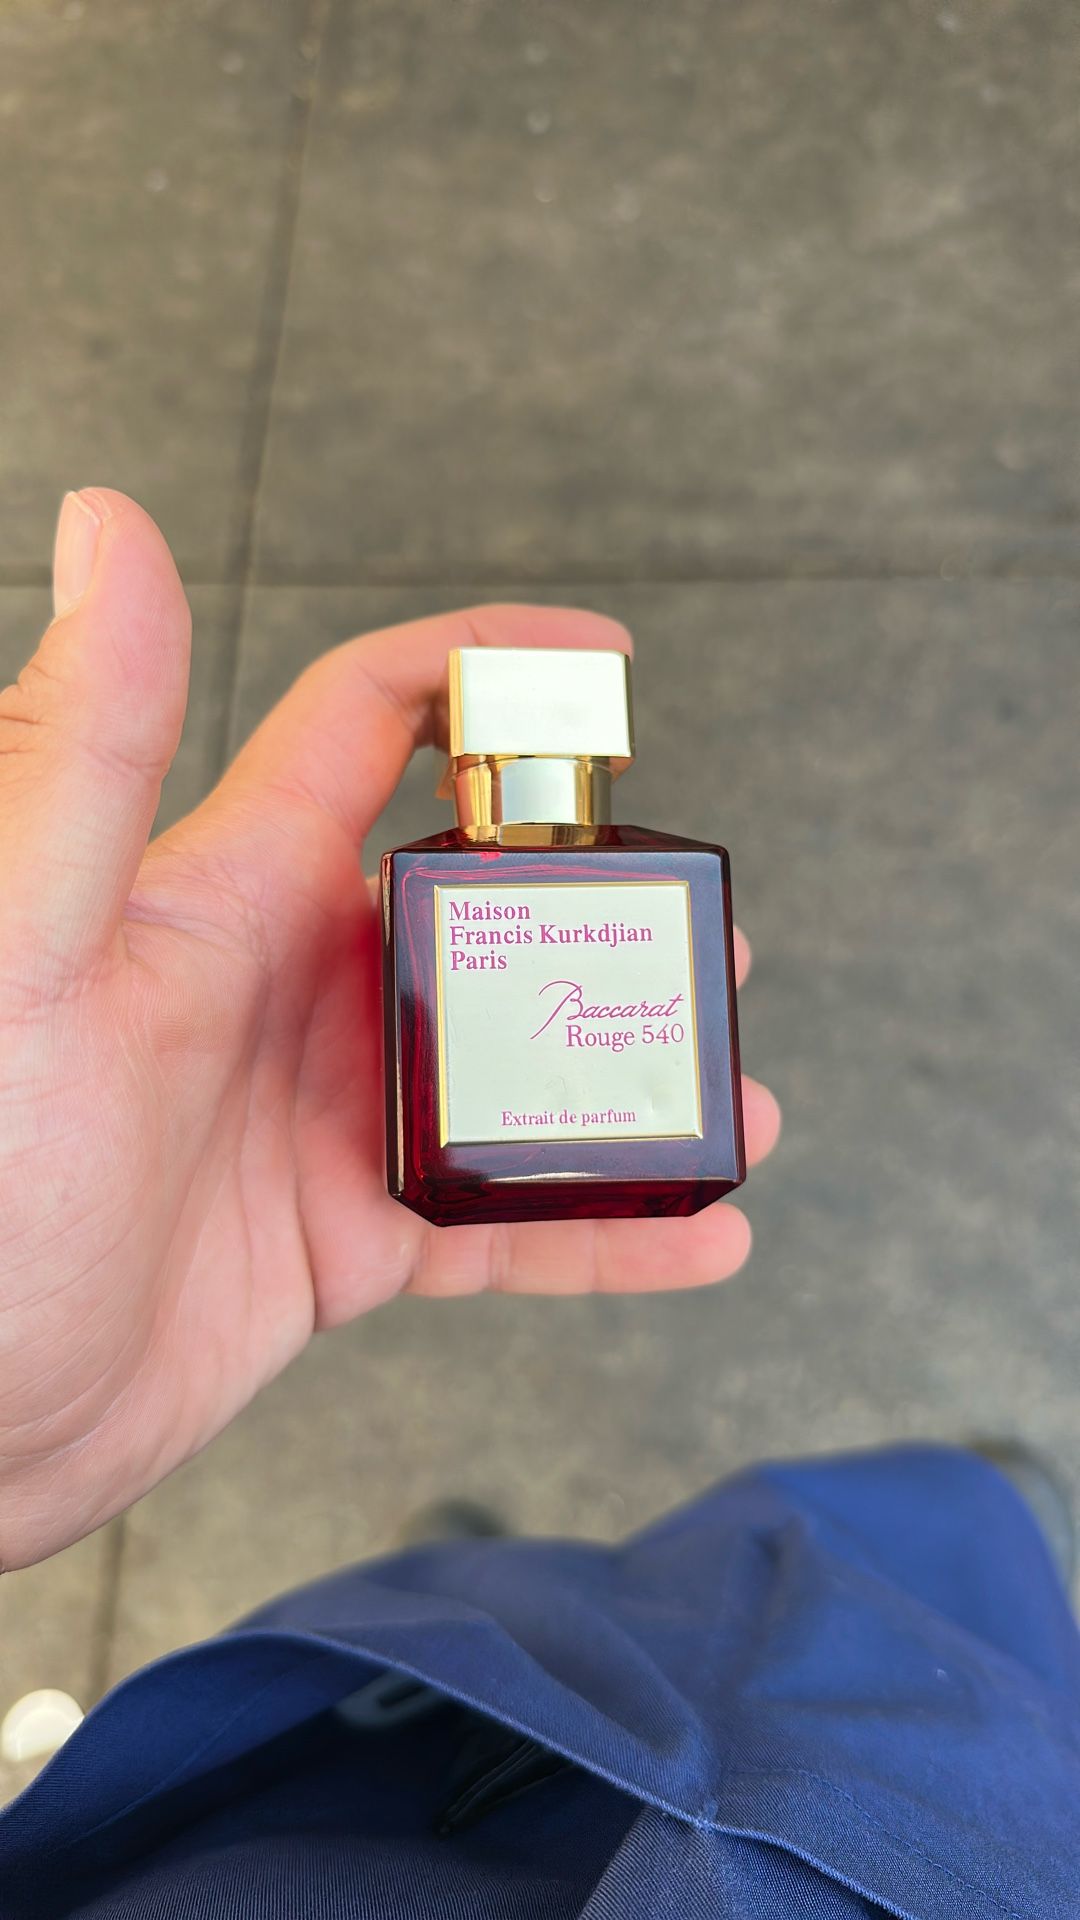 Maison
Francis Kurkdjian
Paris
Baccarat
Rouge 540
Extrait de parfum